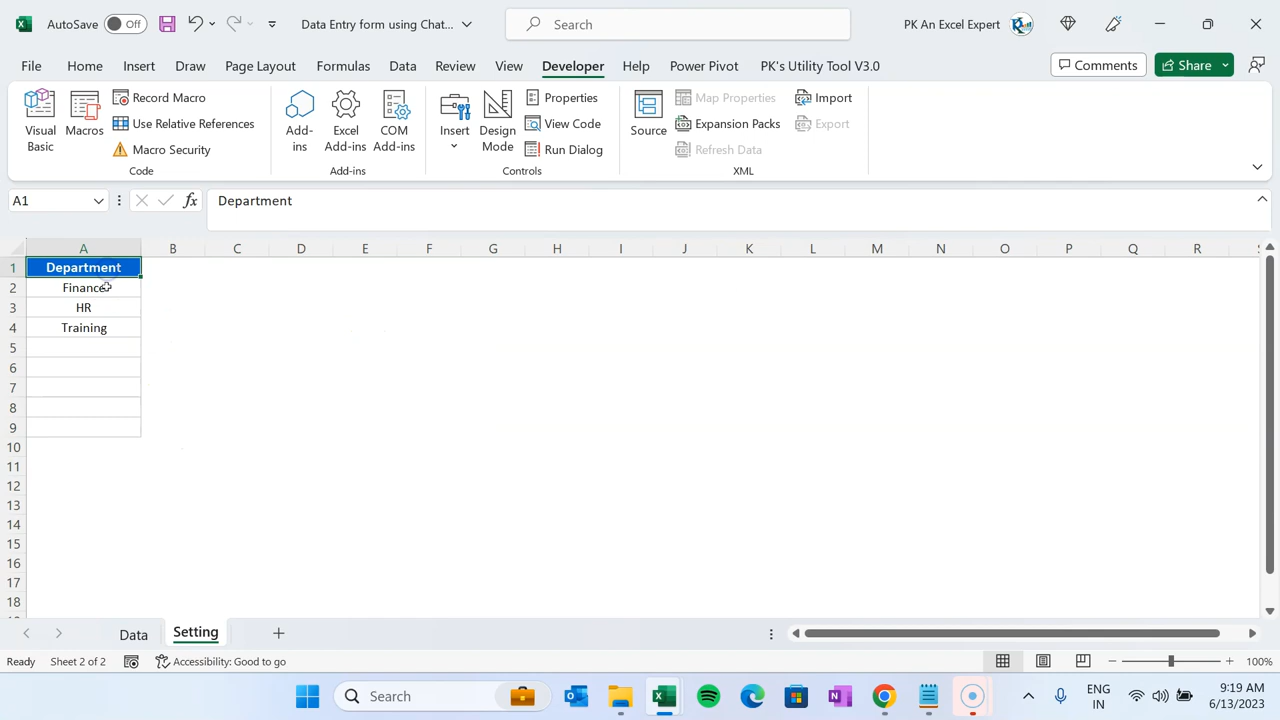 AutoSave Off Data Entry form using Chat... Search PK An Excel Expert
File Home Insert Draw Page Layout Formulas Data Review View Developer Help Power Pivot PK's Utility Tool V3.0 Comments Share
Visual Basic
Macros
Record Macro
Use Relative References
Macro Security
Code
Add-ins
Excel Add-ins
COM Add-ins
Add-ins
Insert
Design Mode
Properties
View Code
Run Dialog
Controls
Source
Map Properties
Expansion Packs
Refresh Data
Import
Export
XML
A1 fx Department
A B C D E F G H I J K L M N O P Q R
1 Department
2 Finance
3 HR
4 Training
5
6
7
8
9
10
11
12
13
14
15
16
17
18
Data Setting
Ready Sheet 2 of 2 Accessibility: Good to go 100%
Search ENG IN 9:19 AM 6/13/2023